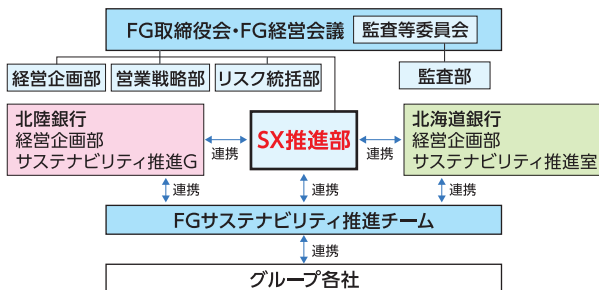 FG取締役会・FG経営会議
監査等委員会
経営企画部
営業戦略部
リスク統括部
監査部
北陸銀行
経営企画部
サステナビリティ推進G
連携
SX推進部
連携
北海道銀行
経営企画部
サステナビリティ推進室
連携
連携
連携
FGサステナビリティ推進チーム
連携
グループ各社